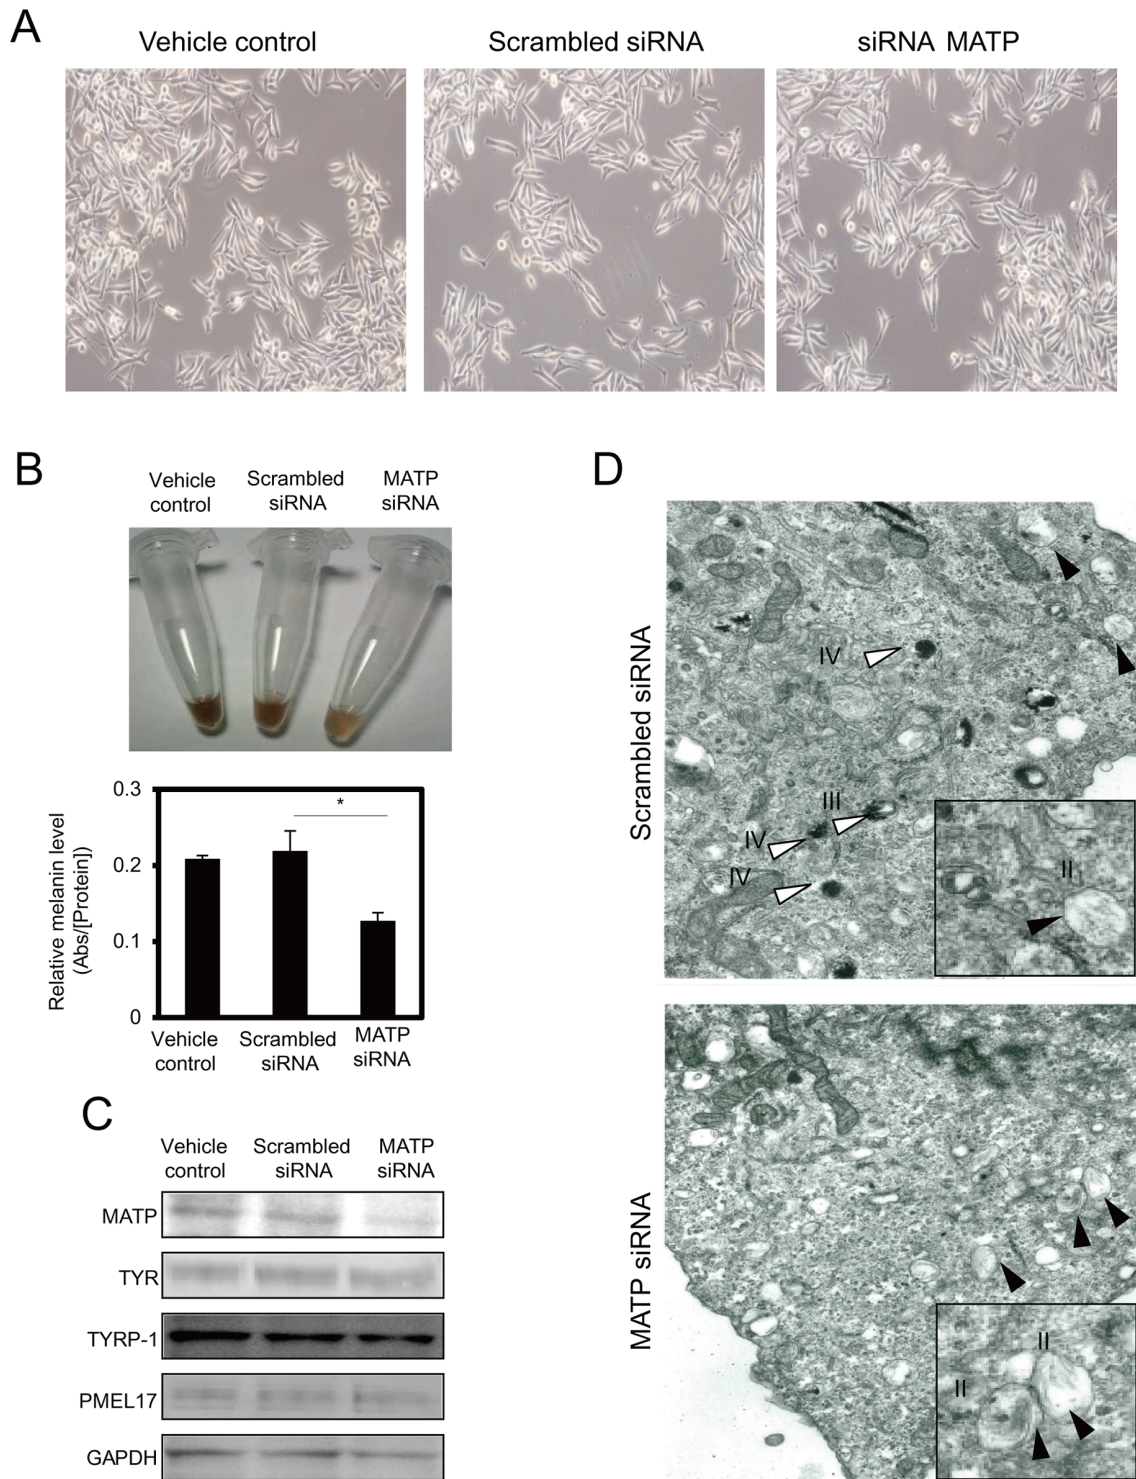 A
Vehicle control
Scrambled siRNA
siRNA MATP
B
Vehicle
control
Scrambled
siRNA
MATP
siRNA
0.3
0.2
0.1
0
Relative melanin level
(Abs/[Protein])
*
Vehicle
control
Scrambled
siRNA
MATP
siRNA
C
Vehicle
control
Scrambled
siRNA
MATP
siRNA
MATP
TYR
TYRP-1
PMEL17
GAPDH
D
Scrambled siRNA
IV
III
IV
IV
II
MATP siRNA
II
II